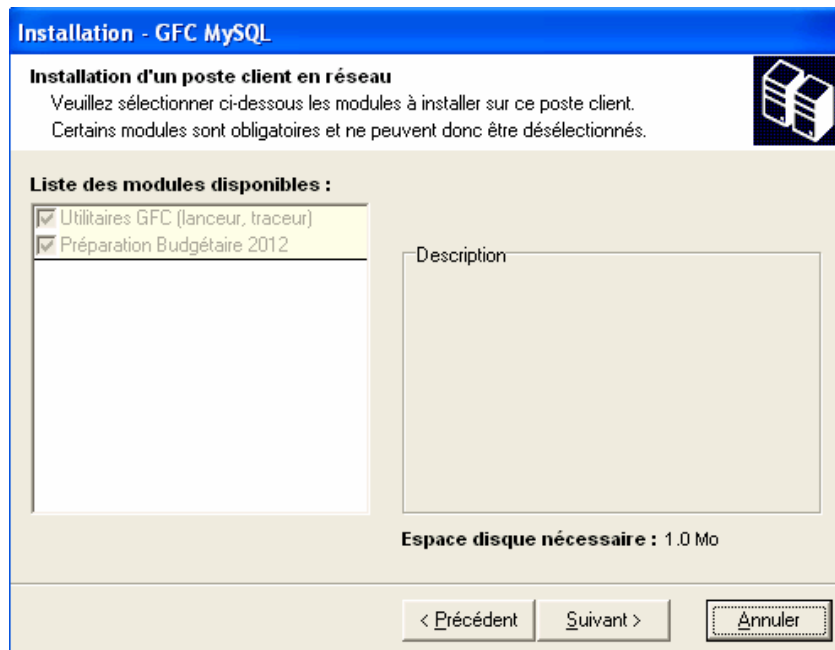 Installation - GFC MySQL
Installation d'un poste client en réseau
Veuillez sélectionner ci-dessous les modules à installer sur ce poste client.
Certains modules sont obligatoires et ne peuvent donc être désélectionnés.
Liste des modules disponibles :
Utilitaires GFC (lanceur, traceur)
Préparation Budgétaire 2012
Description
Espace disque nécessaire : 1.0 Mo
< Précédent
Suivant >
Annuler